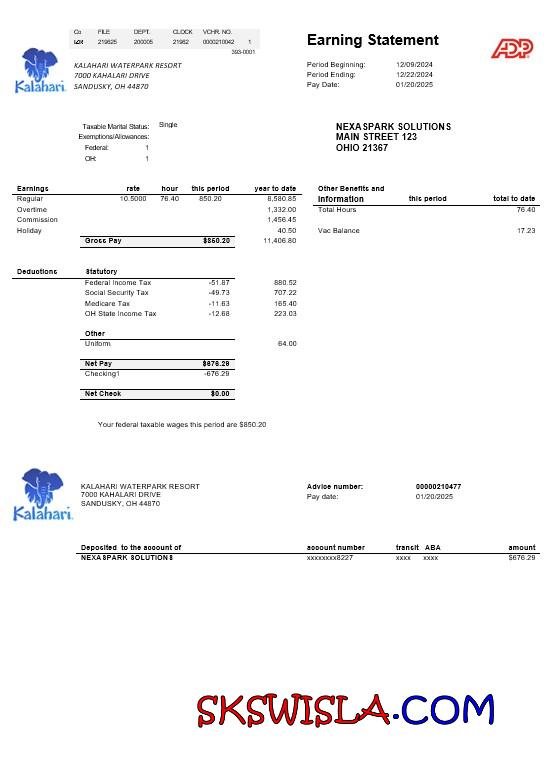 Co FILE DEPT. CLOCK VCHR. NO.
219625 200005 21962 0000210042 1
393-0001
Earning Statement
ADP
Kalahari.
KALAHARI WATERPARK RESORT
7000 KAHALARI DRIVE
SANDUSKY, OH 44870
Period Beginning: 12/09/2024
Period Ending: 12/22/2024
Pay Date: 01/20/2025
Taxable Marital Status: Single
Exemptions/Allowances:
Federal: 1
OH: 1
NEXASPARK SOLUTIONS
MAIN STREET 123
OHIO 21367
Earnings rate hour this period year to date
Regular 10.5000 76.40 850.20 8,580.85
Overtime 1,332.00
Commission 1,456.45
Holiday 40.50
Gross Pay $850.20 11,406.80
Other Benefits and
Information this period total to date
Total Hours 76.40
Vac Balance 17.23
Deductions Statutory
Federal Income Tax -51.87 880.52
Social Security Tax -49.73 707.22
Medicare Tax -11.63 165.40
OH State Income Tax -12.68 223.03
Other
Uniform 64.00
Net Pay $676.29
Checking1 -676.29
Net Check $0.00
Your federal taxable wages this period are $850.20
Kalahari.
KALAHARI WATERPARK RESORT
7000 KAHALARI DRIVE
SANDUSKY, OH 44870
Advice number: 00000210477
Pay date: 01/20/2025
Deposited to the account of account number transit ABA amount
NEXASPARK SOLUTIONS xxxxxxxx8227 xxxx xxxx $676.29
SKSWISLA.COM